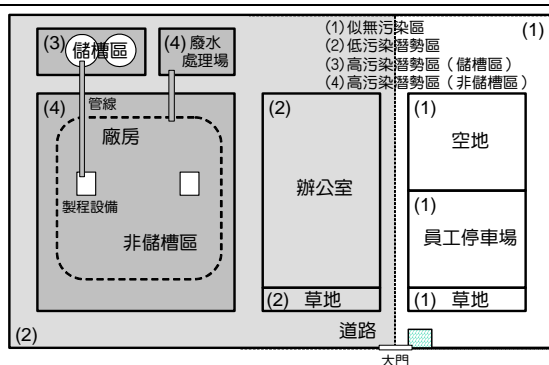 (1)似無污染區
(2)低污染潛勢區
(3)高污染潛勢區(儲槽區)
(4)高污染潛勢區(非儲槽區)
(1)
(3)
儲槽區
(4)廢水
處理場
(4)
管線
廠房
製程設備
非儲槽區
(2)
辦公室
(2) 草地
(1)
空地
(1)
員工停車場
(1) 草地
(2)
道路
大門